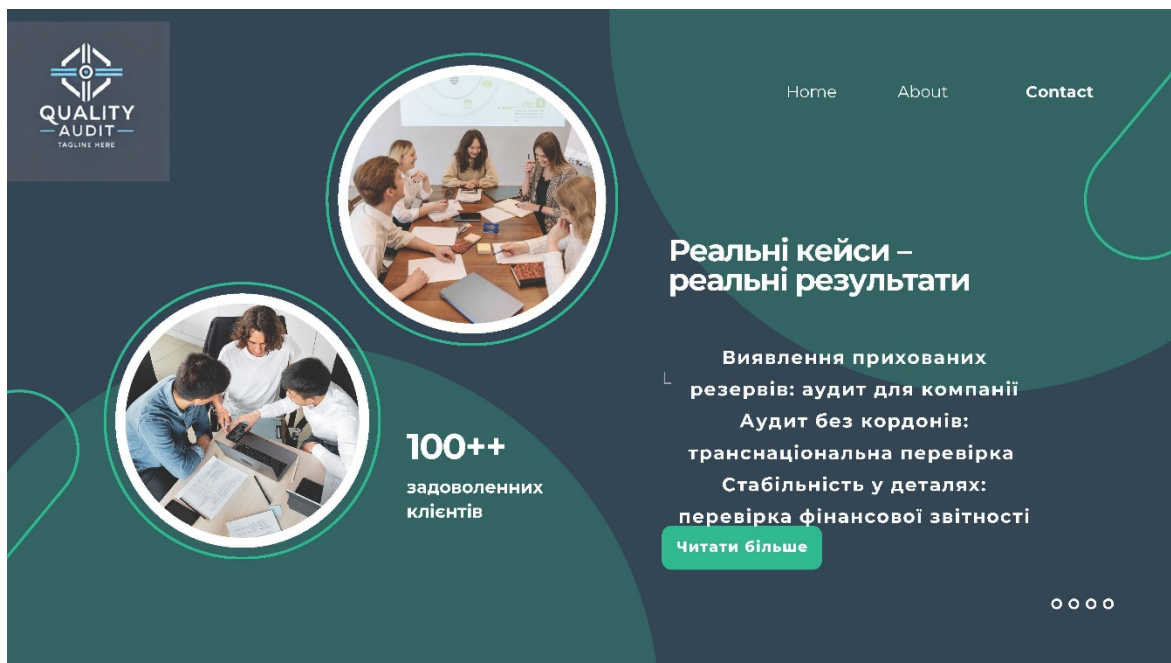 QUALITY
AUDIT
TAGLINE HERE
Home About Contact
Реальні кейси –
реальні результати
Виявлення прихованих
резервів: аудит для компанії
Аудит без кордонів:
транснаціональна перевірка
Стабільність у деталях:
перевірка фінансової звітності
Читати більше
100++
задоволенних
клієнтів